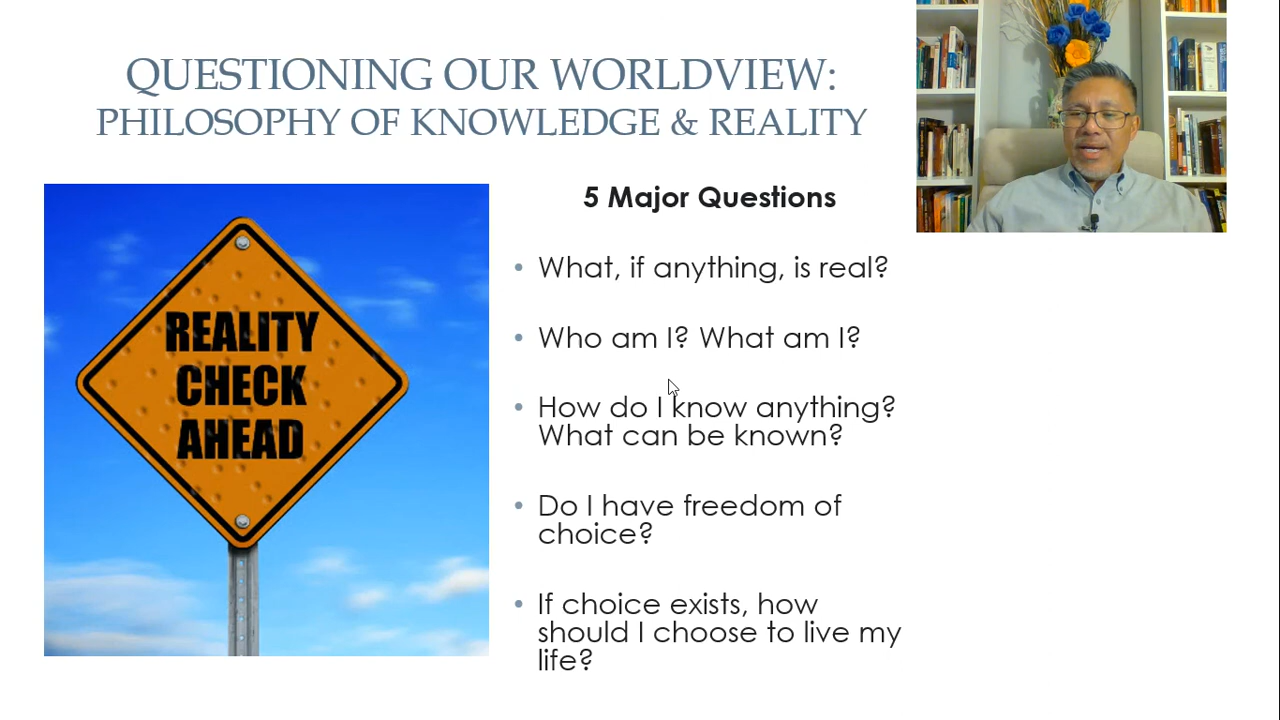 QUESTIONING OUR WORLDVIEW:
PHILOSOPHY OF KNOWLEDGE & REALITY
REALITY
CHECK
AHEAD
5 Major Questions
• What, if anything, is real?
• Who am I? What am I?
• How do I know anything?
What can be known?
• Do I have freedom of
choice?
• If choice exists, how
should I choose to live my
life?